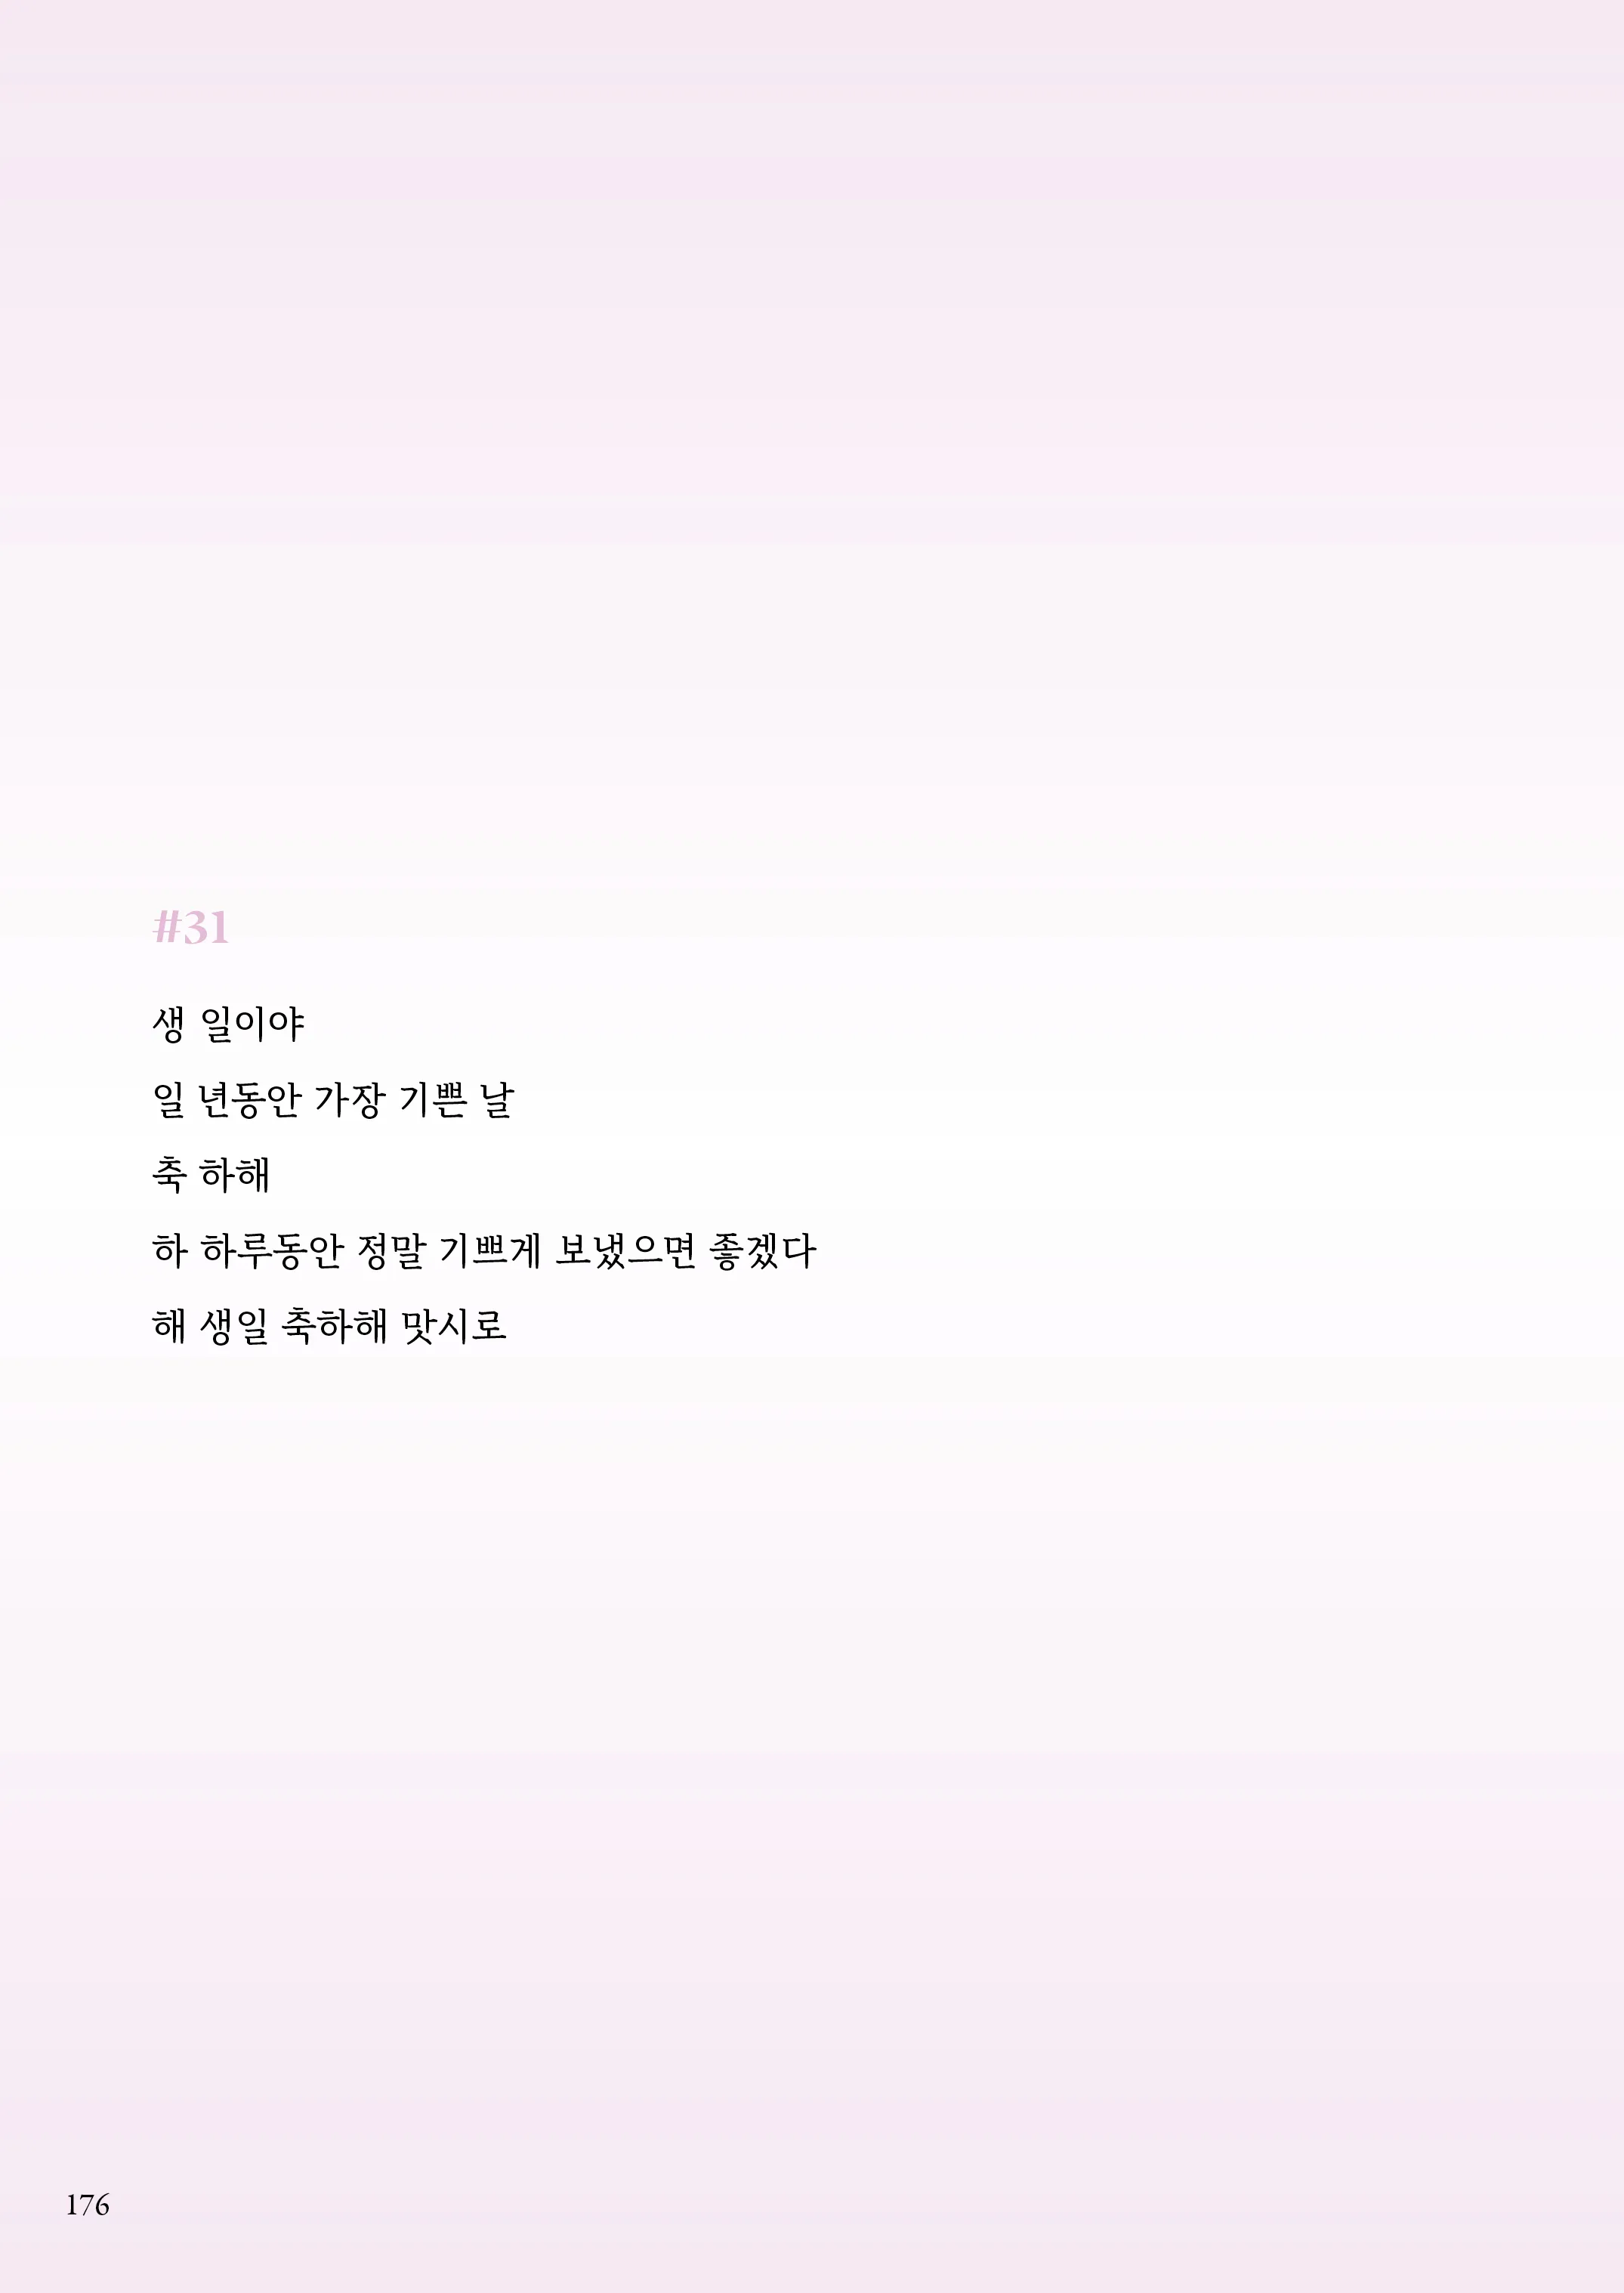 #31
생 일이야
일 년동안 가장 기쁜 날
축 하해
하 하루동안 정말 기쁘게 보냈으면 좋겠다
해 생일 축하해 맛시로
176